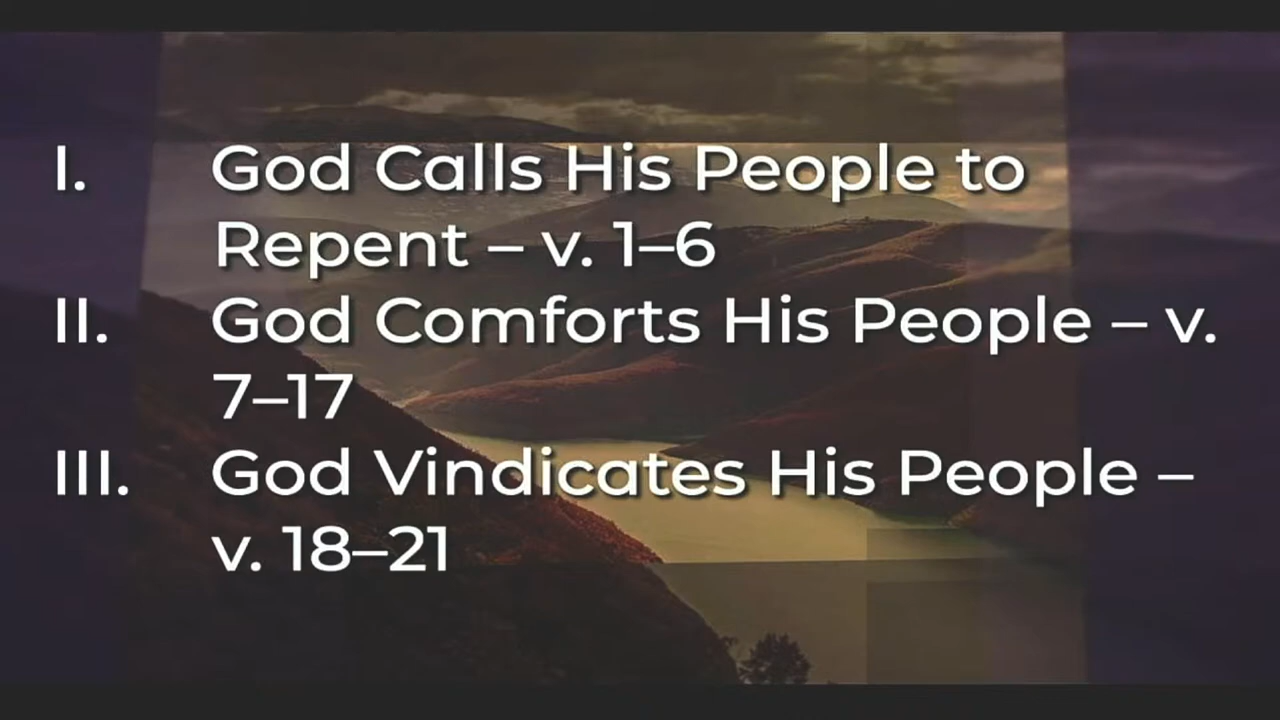 I. God Calls His People to
Repent – v. 1–6
II. God Comforts His People – v.
7–17
III. God Vindicates His People –
v. 18–21